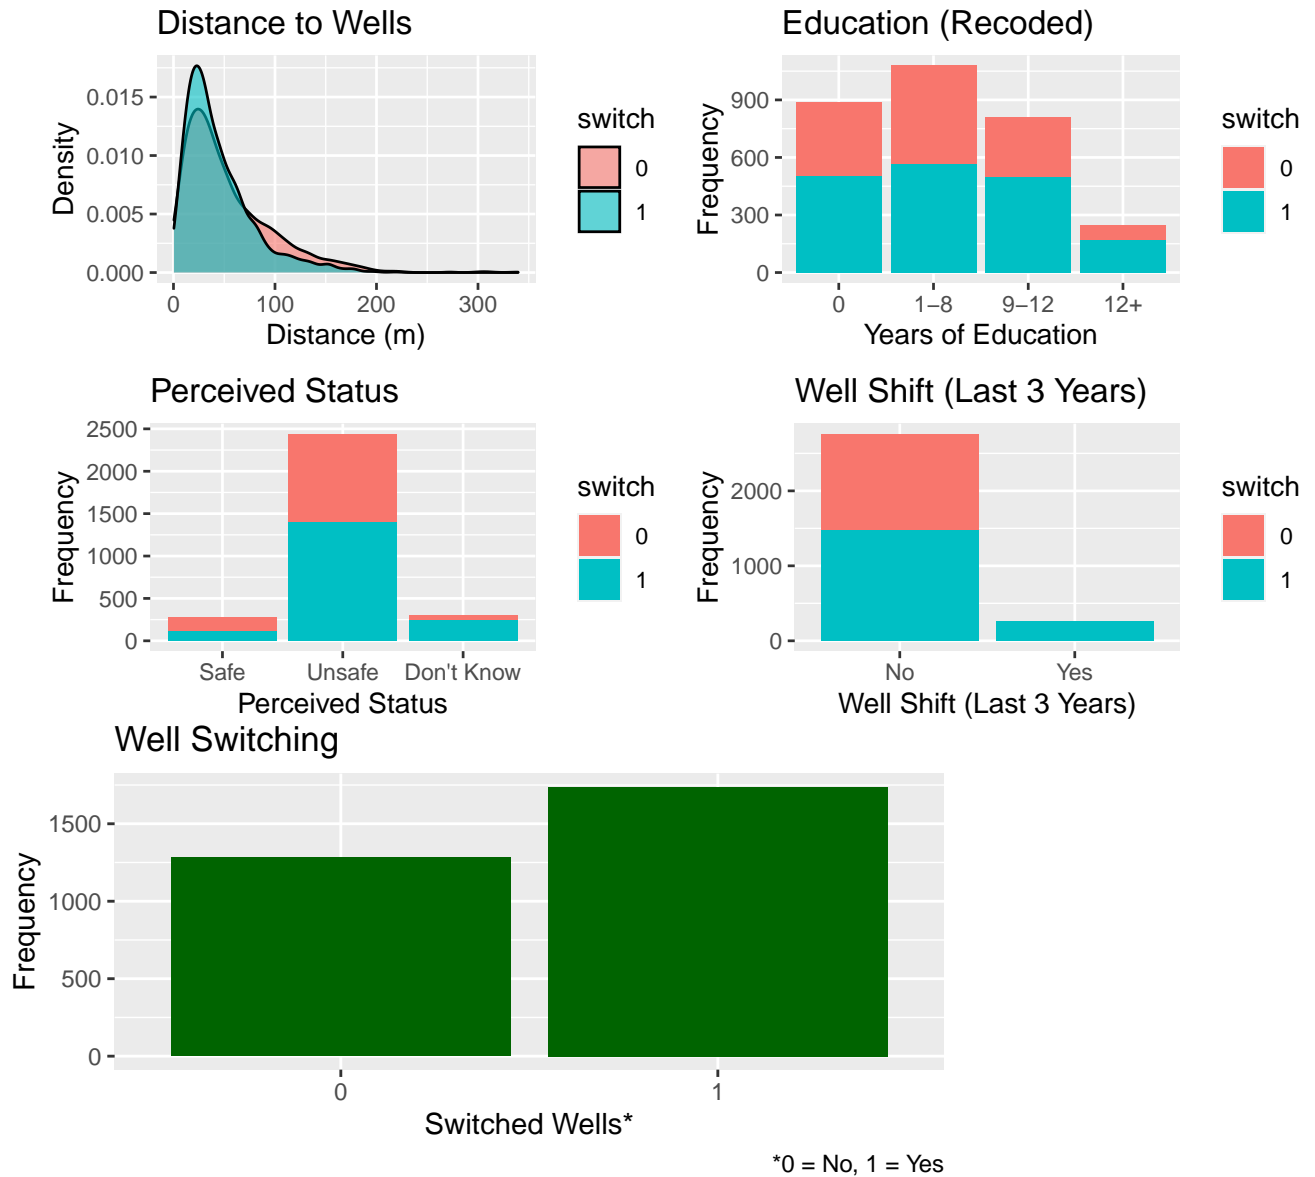 Distance to Wells
0.015
0.010
0.005
0.000
Density
0 100 200 300
Distance (m)
switch
0
1
Education (Recoded)
900
600
300
0
Frequency
0 1–8 9–12 12+
Years of Education
switch
0
1
Perceived Status
2500
2000
1500
1000
500
0
Frequency
Safe Unsafe Don't Know
Perceived Status
switch
0
1
Well Shift (Last 3 Years)
2000
1000
0
Frequency
No Yes
Well Shift (Last 3 Years)
switch
0
1
Well Switching
1500
1000
500
0
Frequency
0 1
Switched Wells*
*0 = No, 1 = Yes